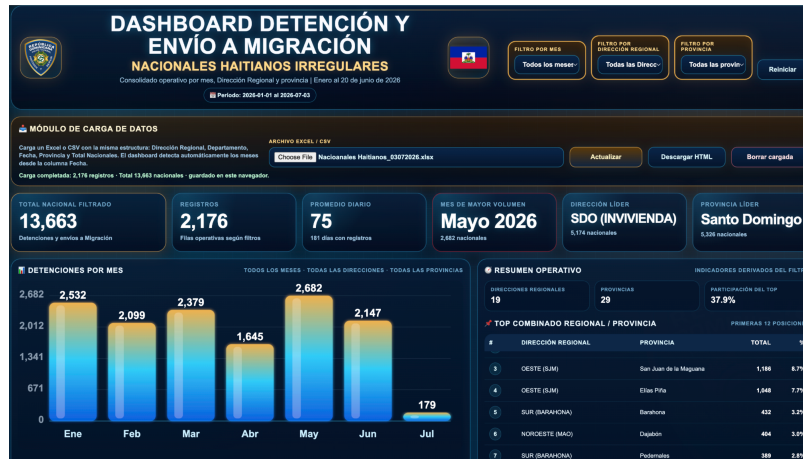 DASHBOARD DETENCIÓN Y
ENVÍO A MIGRACIÓN
NACIONALES HAITIANOS IRREGULARES
Consolidado operativo por mes, Dirección Regional y provincia | Enero al 20 de junio de 2026
Periodo: 2026-01-01 al 2026-07-03
FILTRO POR MES
Todos los meses
FILTRO POR
DIRECCIÓN REGIONAL
Todas las Direcc
FILTRO POR
PROVINCIA
Todas las provin
Reiniciar
MÓDULO DE CARGA DE DATOS
Carga un Excel o CSV con la misma estructura: Dirección Regional, Departamento,
Fecha, Provincia y Total Nacionales. El dashboard detecta automáticamente los meses
desde la columna Fecha.
Carga completada: 2,176 registros · Total 13,663 nacionales · guardado en este navegador.
ARCHIVO EXCEL / CSV
Choose File Nacioanales Haitianos_03072026.xlsx
Actualizar
Descargar HTML
Borrar cargada
TOTAL NACIONAL FILTRADO
13,663
Detenciones y envíos a Migración
REGISTROS
2,176
Filas operativas según filtros
PROMEDIO DIARIO
75
181 días con registros
MES DE MAYOR VOLUMEN
Mayo 2026
2,682 nacionales
DIRECCIÓN LÍDER
SDO (INVIVIENDA)
5,174 nacionales
PROVINCIA LÍDER
Santo Domingo
5,326 nacionales
DETENCIONES POR MES
TODOS LOS MESES · TODAS LAS DIRECCIONES · TODAS LAS PROVINCIAS
2,682
2,012
1,341
671
0
2,532
2,099
2,379
1,645
2,682
2,147
179
Ene
Feb
Mar
Abr
May
Jun
Jul
RESUMEN OPERATIVO
INDICADORES DERIVADOS DEL FILTR
DIRECCIONES REGIONALES
19
PROVINCIAS
29
PARTICIPACIÓN DEL TOP
37.9%
TOP COMBINADO REGIONAL / PROVINCIA
PRIMERAS 12 POSICION
# DIRECCIÓN REGIONAL PROVINCIA TOTAL %
3 OESTE (SJM) San Juan de la Maguana 1,186 8.7%
4 OESTE (SJM) Elías Piña 1,048 7.7%
5 SUR (BARAHONA) Barahona 432 3.2%
6 NOROESTE (MAO) Dajabón 404 3.0%
7 SUR (BARAHONA) Pedernales 389 2.8%